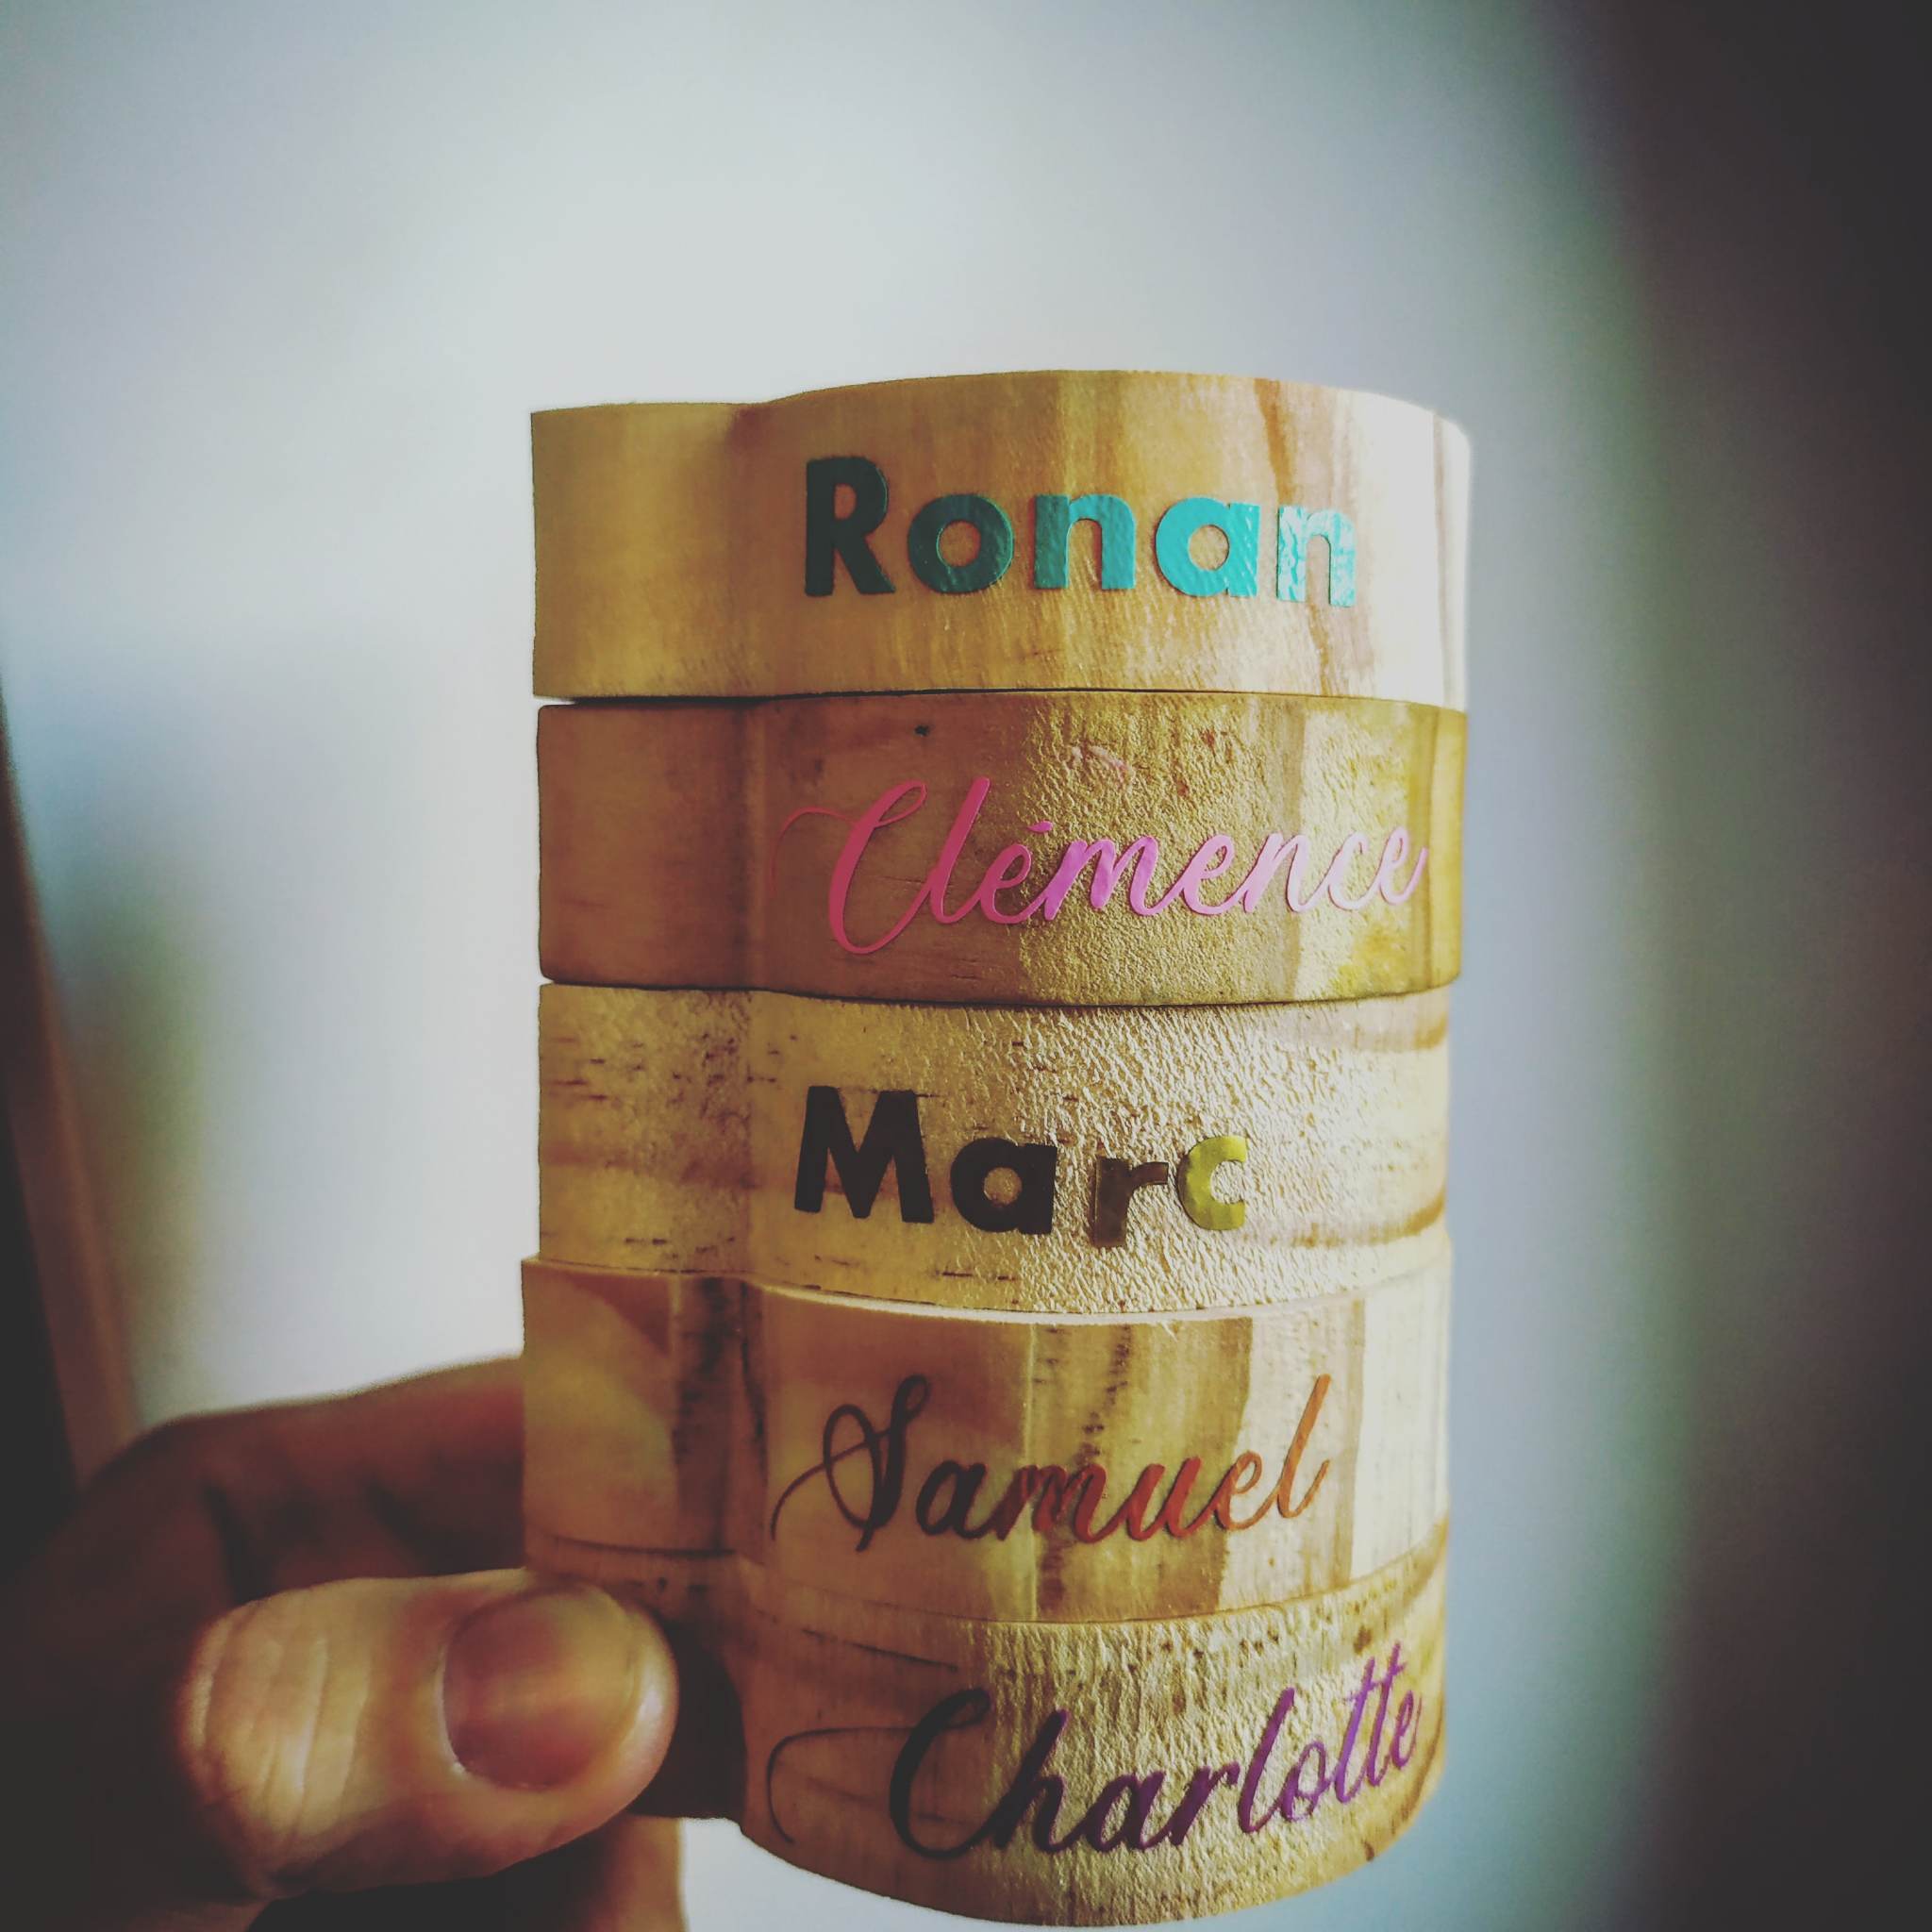 Ronan
Clémence
Marc
Samuel
Charlotte